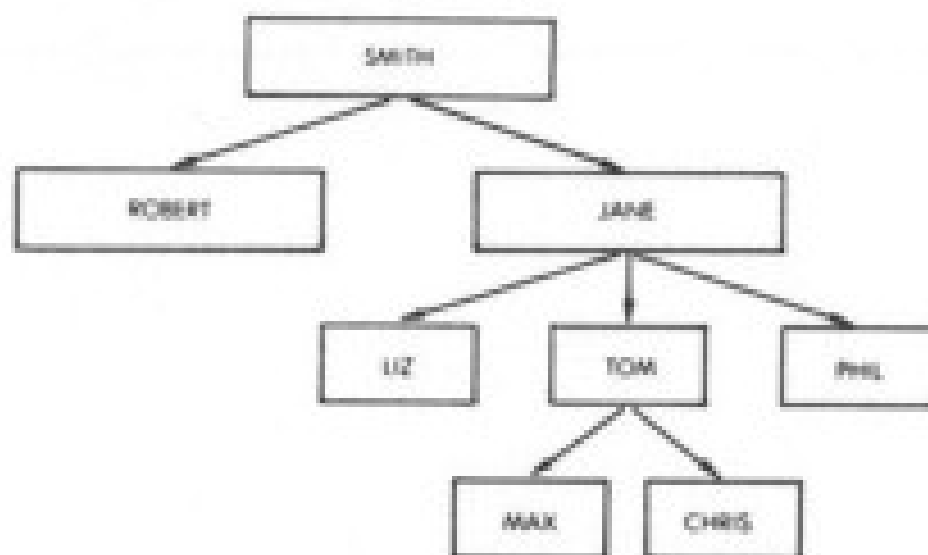 SMITH
ROBERT
JANE
LIZ
TOM
PHIL
MAX
CHRIS